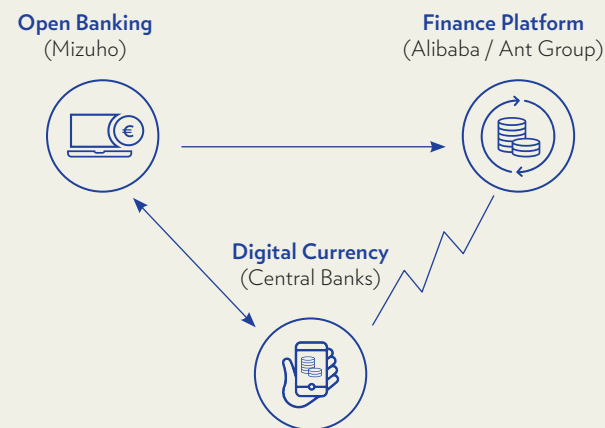 Open Banking
(Mizuho)
Finance Platform
(Alibaba / Ant Group)
€
Digital Currency
(Central Banks)